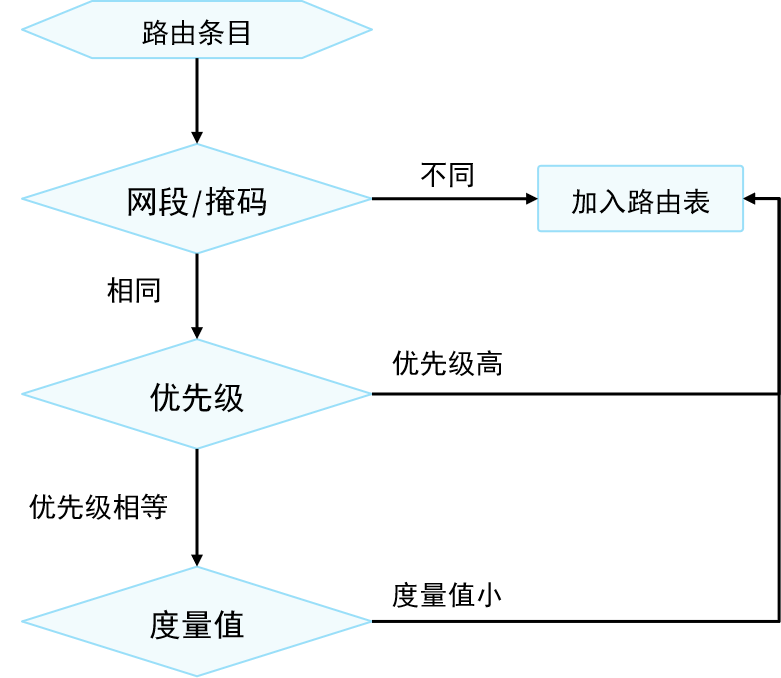 路由条目
网段/掩码
不同
加入路由表
相同
优先级
优先级高
优先级相等
度量值
度量值小